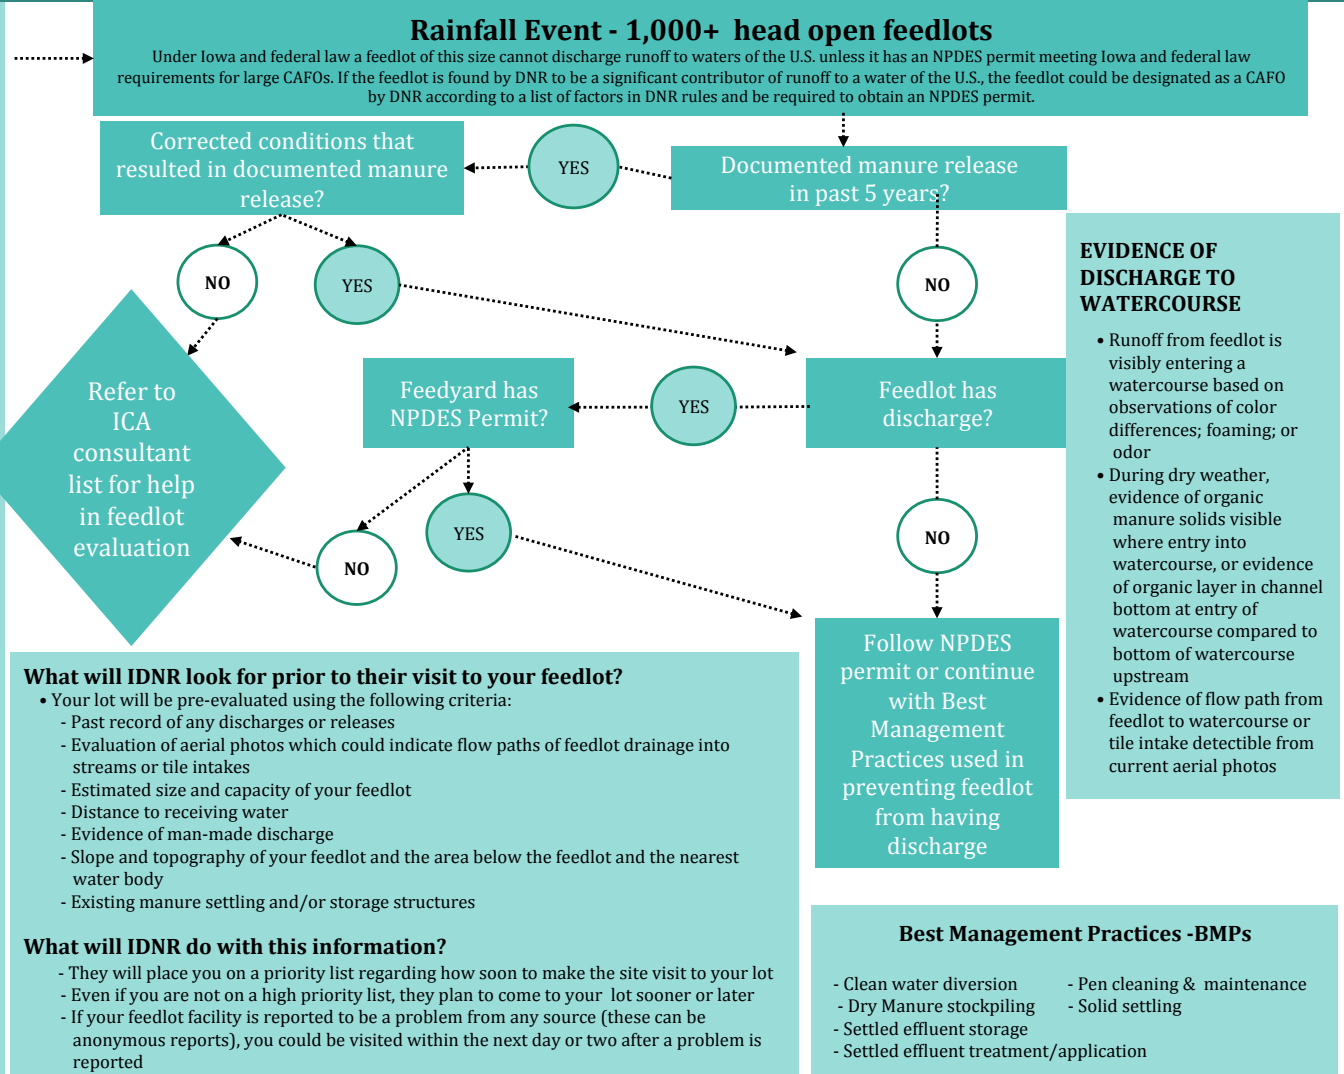 Rainfall Event - 1,000+ head open feedlots
Under Iowa and federal law a feedlot of this size cannot discharge runoff to waters of the U.S. unless it has an NPDES permit meeting Iowa and federal law
requirements for large CAFOs. If the feedlot is found by DNR to be a significant contributor of runoff to a water of the U.S., the feedlot could be designated as a CAFO
by DNR according to a list of factors in DNR rules and be required to obtain an NPDES permit.
Documented manure release
in past 5 years?
YES
Corrected conditions that
resulted in documented manure
release?
NO
YES
NO
Refer to
ICA
consultant
list for help
in feedlot
evaluation
Feedlot has
discharge?
YES
Feedyard has
NPDES Permit?
NO
YES
NO
Follow NPDES
permit or continue
with Best
Management
Practices used in
preventing feedlot
from having
discharge
EVIDENCE OF
DISCHARGE TO
WATERCOURSE
• Runoff from feedlot is
visibly entering a
watercourse based on
observations of color
differences; foaming; or
odor
• During dry weather,
evidence of organic
manure solids visible
where entry into
watercourse, or evidence
of organic layer in channel
bottom at entry of
watercourse compared to
bottom of watercourse
upstream
• Evidence of flow path from
feedlot to watercourse or
tile intake detectible from
current aerial photos
What will IDNR look for prior to their visit to your feedlot?
• Your lot will be pre-evaluated using the following criteria:
- Past record of any discharges or releases
- Evaluation of aerial photos which could indicate flow paths of feedlot drainage into
streams or tile intakes
- Estimated size and capacity of your feedlot
- Distance to receiving water
- Evidence of man-made discharge
- Slope and topography of your feedlot and the area below the feedlot and the nearest
water body
- Existing manure settling and/or storage structures
What will IDNR do with this information?
- They will place you on a priority list regarding how soon to make the site visit to your lot
- Even if you are not on a high priority list, they plan to come to your lot sooner or later
- If your feedlot facility is reported to be a problem from any source (these can be
anonymous reports), you could be visited within the next day or two after a problem is
reported
Best Management Practices -BMPs
- Clean water diversion - Pen cleaning & maintenance
- Dry Manure stockpiling - Solid settling
- Settled effluent storage
- Settled effluent treatment/application